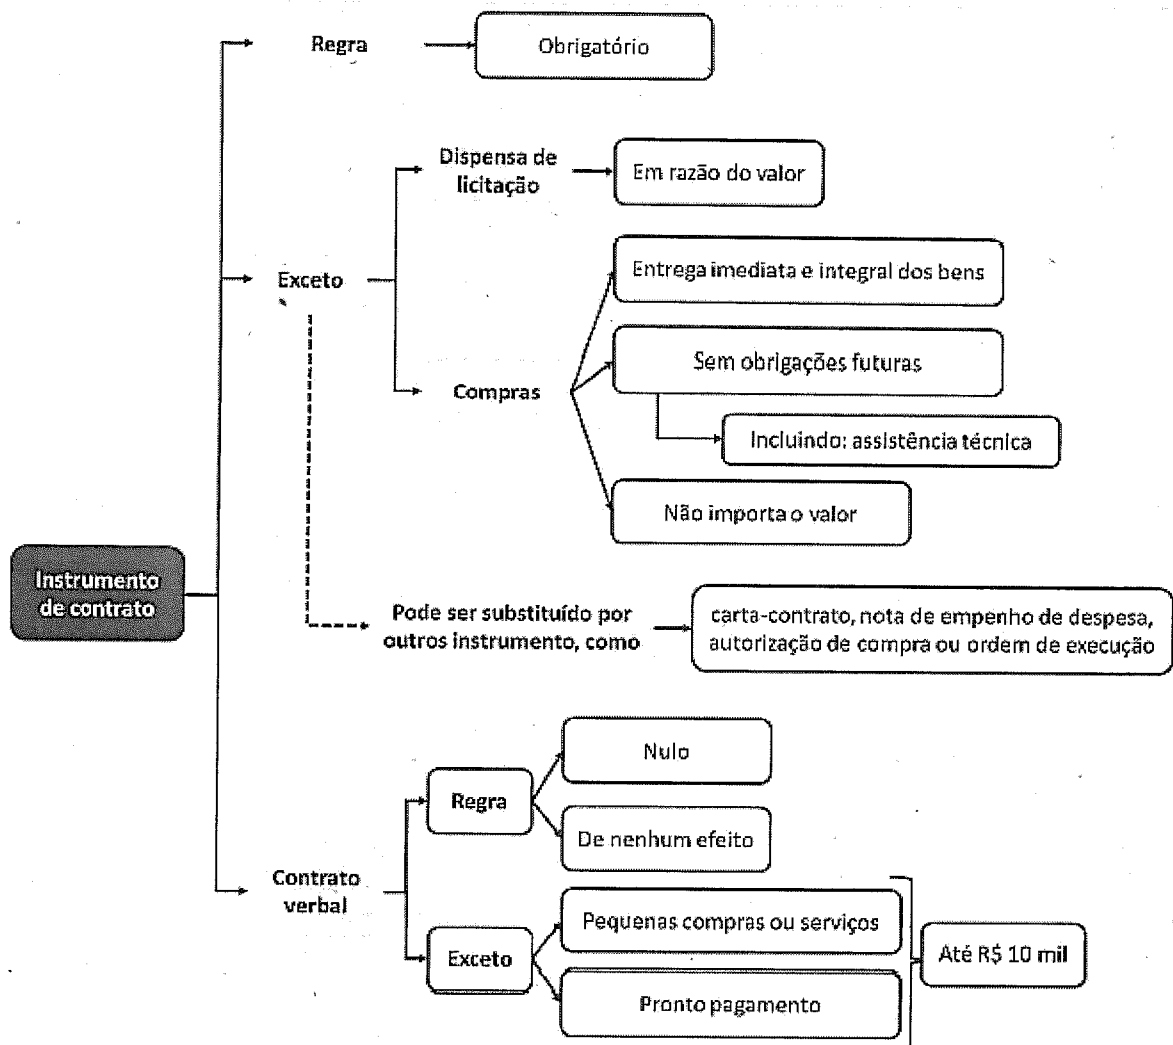 Regra
Obrigatório
Dispensa de
licitação
Em razão do valor
Exceto
Entrega imediata e integral dos bens
Sem obrigações futuras
Compras
Incluindo: assistência técnica
Não importa o valor
Instrumento
de contrato
Pode ser substituído por
outros instrumento, como
carta-contrato, nota de empenho de despesa,
autorização de compra ou ordem de execução
Contrato
verbal
Regra
Nulo
De nenhum efeito
Exceto
Pequenas compras ou serviços
Pronto pagamento
Até R$ 10 mil